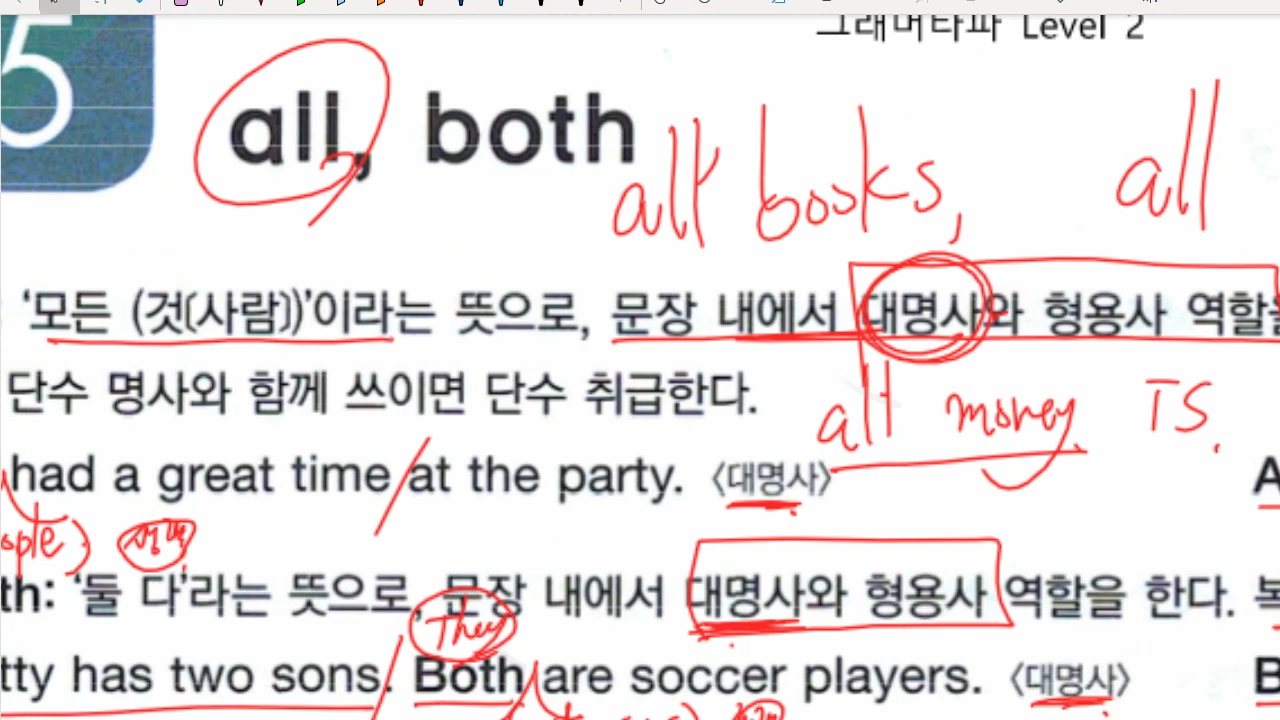 그래머타파 Level 2
5 all, both
all books, all
'모든 (것(사람))'이라는 뜻으로, 문장 내에서 대명사와 형용사 역할을
단수 명사와 함께 쓰이면 단수 취급한다.
all money is.
had a great time at the party. 〈대명사〉 A
ople) 생략
th: '둘 다'라는 뜻으로, 문장 내에서 대명사와 형용사 역할을 한다. 복
They
tty has two sons. Both are soccer players. 〈대명사〉 B